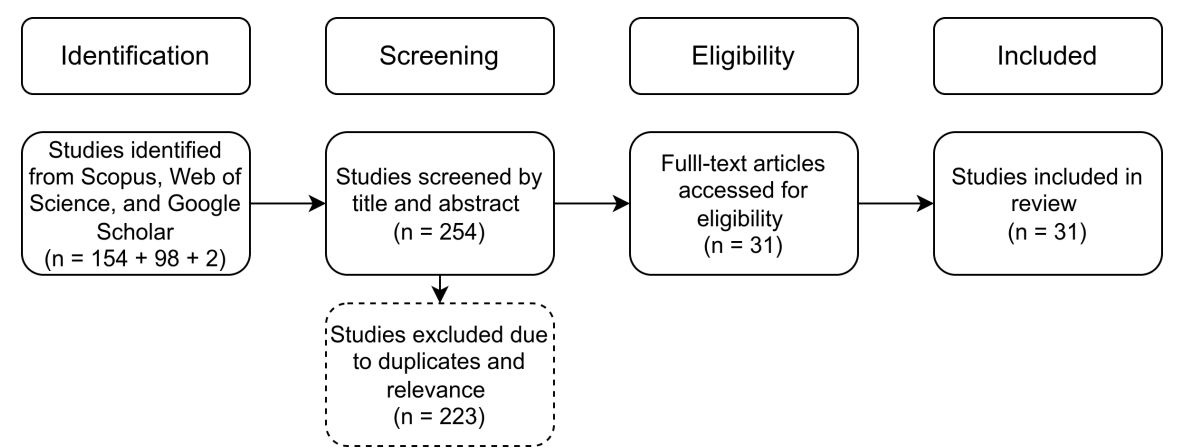 Identification
Screening
Eligibility
Included
Studies identified
from Scopus, Web of
Science, and Google
Scholar
(n = 154 + 98 + 2)
Studies screened by
title and abstract
(n = 254)
Fulll-text articles
accessed for
eligibility
(n = 31)
Studies included in
review
(n = 31)
Studies excluded due
to duplicates and
relevance
(n = 223)